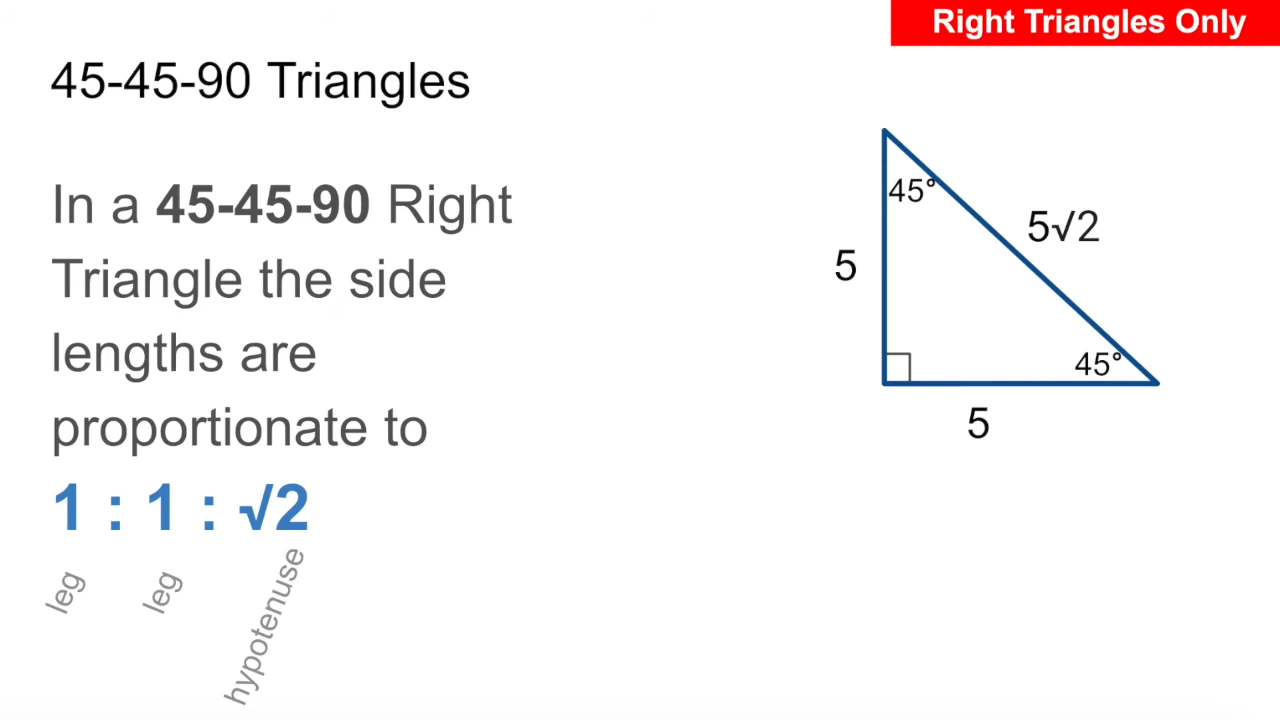 Right Triangles Only
45-45-90 Triangles
In a 45-45-90 Right
Triangle the side
lengths are
proportionate to
1 : 1 : √2
leg leg hypotenuse
45°
5√2
5
45°
5